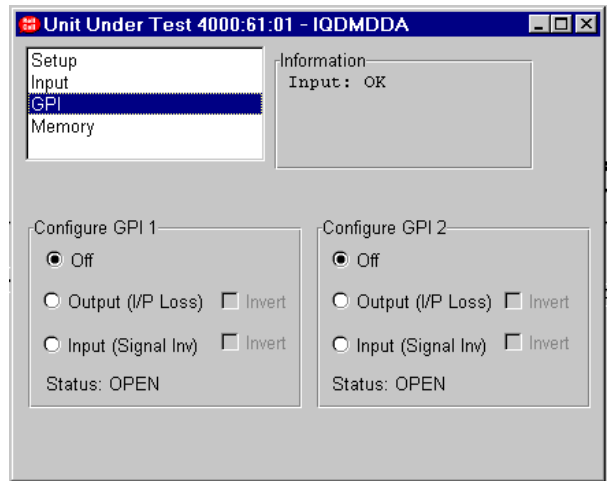 Unit Under Test 4000:61:01 - IQDMDDA
Setup
Input
GPI
Memory
Information
Input: OK
Configure GPI 1
Off
Output (I/P Loss) Invert
Input (Signal Inv) Invert
Status: OPEN
Configure GPI 2
Off
Output (I/P Loss) Invert
Input (Signal Inv) Invert
Status: OPEN